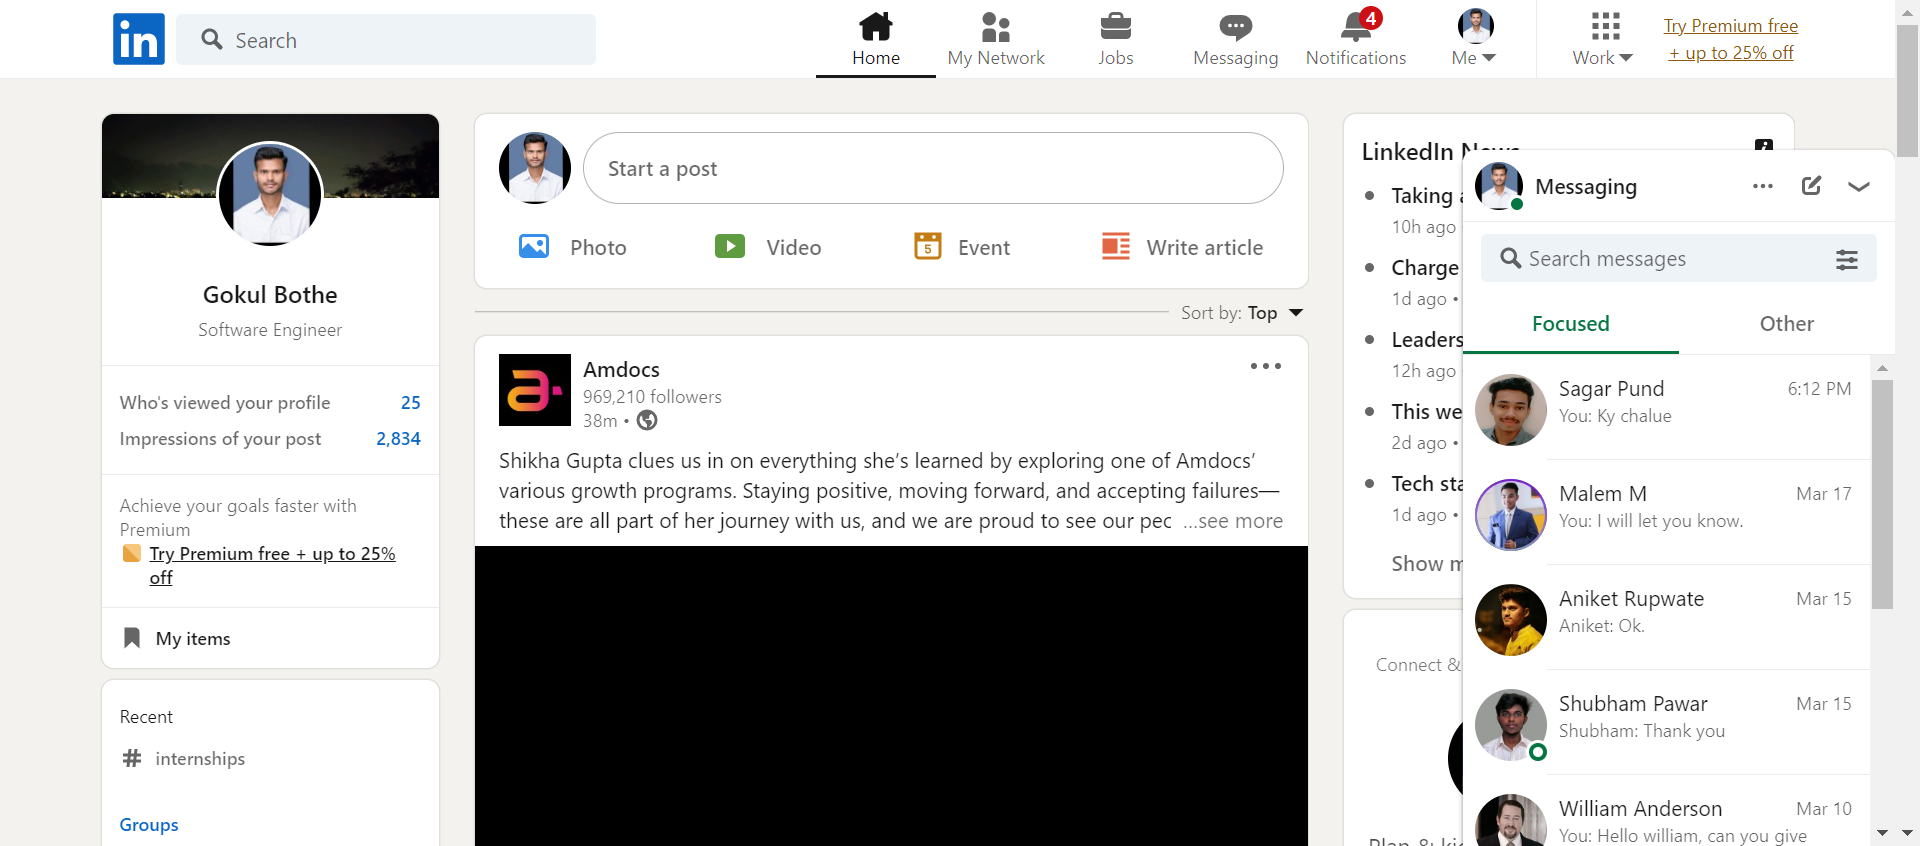 in
Search
Home
My Network
Jobs
Messaging
4
Notifications
Me
Work
Try Premium free
+ up to 25% off
Gokul Bothe
Software Engineer
Who's viewed your profile 25
Impressions of your post 2,834
Achieve your goals faster with
Premium
Try Premium free + up to 25%
off
My items
Recent
# internships
Groups
Start a post
Photo
Video
5
Event
Write article
Sort by: Top
a
Amdocs
969,210 followers
38m •
Shikha Gupta clues us in on everything she’s learned by exploring one of Amdocs’
various growth programs. Staying positive, moving forward, and accepting failures—
these are all part of her journey with us, and we are proud to see our pec ...see more
LinkedIn News
Taking
10h ago
Charge
1d ago •
Leaders
12h ago
This we
2d ago •
Tech sta
1d ago •
Show m
Connect &
Messaging
Search messages
Focused
Other
Sagar Pund 6:12 PM
You: Ky chalue
Malem M Mar 17
You: I will let you know.
Aniket Rupwate Mar 15
Aniket: Ok.
Shubham Pawar Mar 15
Shubham: Thank you
William Anderson Mar 10
You: Hello william, can you give